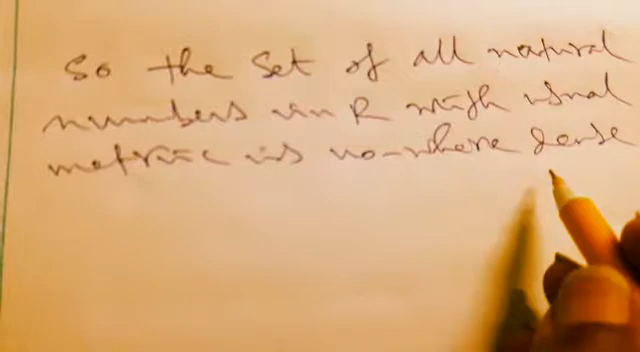 So the Set of all natural
numbers in R with usual
metric is no-where dense